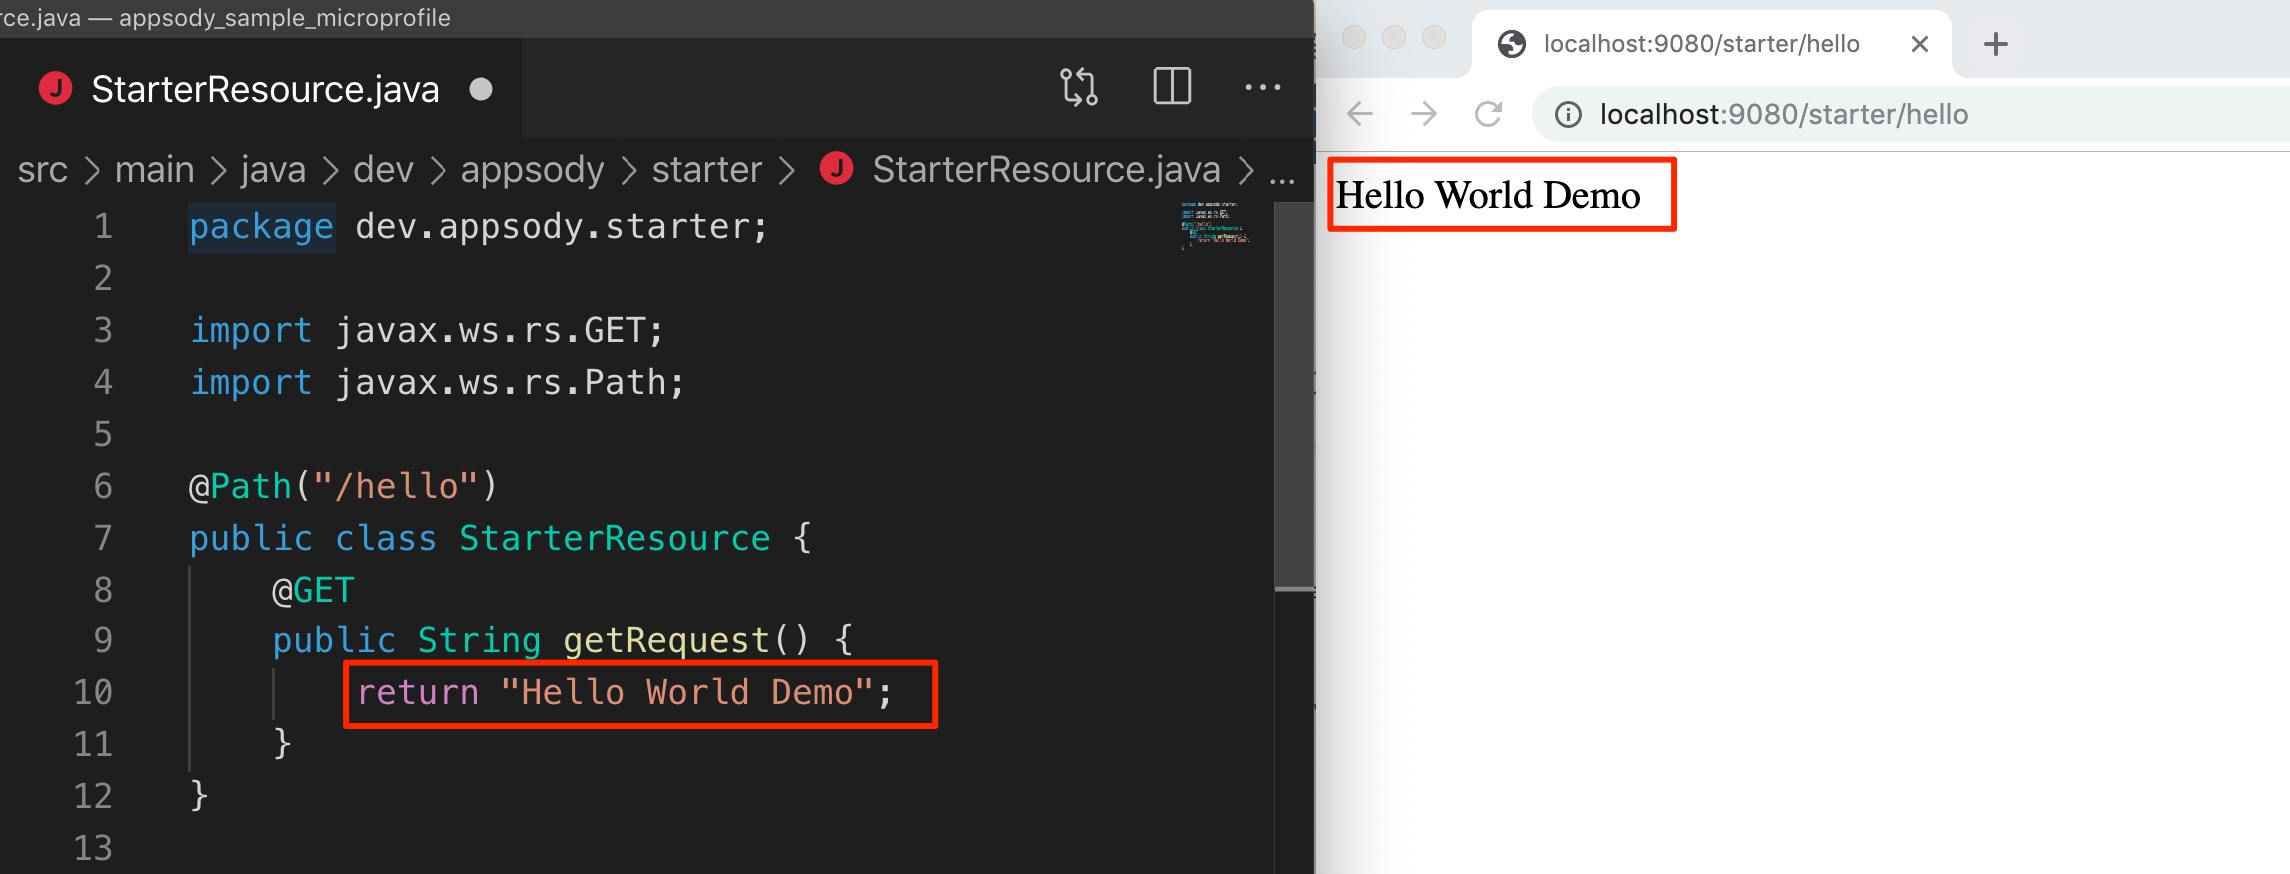 rce.java — appsody_sample_microprofile
StarterResource.java
src > main > java > dev > appsody > starter > StarterResource.java > ...
1 package dev.appsody.starter;
2
3 import javax.ws.rs.GET;
4 import javax.ws.rs.Path;
5
6 @Path("/hello")
7 public class StarterResource {
8 @GET
9 public String getRequest() {
10 return "Hello World Demo";
11 }
12 }
13
localhost:9080/starter/hello
localhost:9080/starter/hello
Hello World Demo